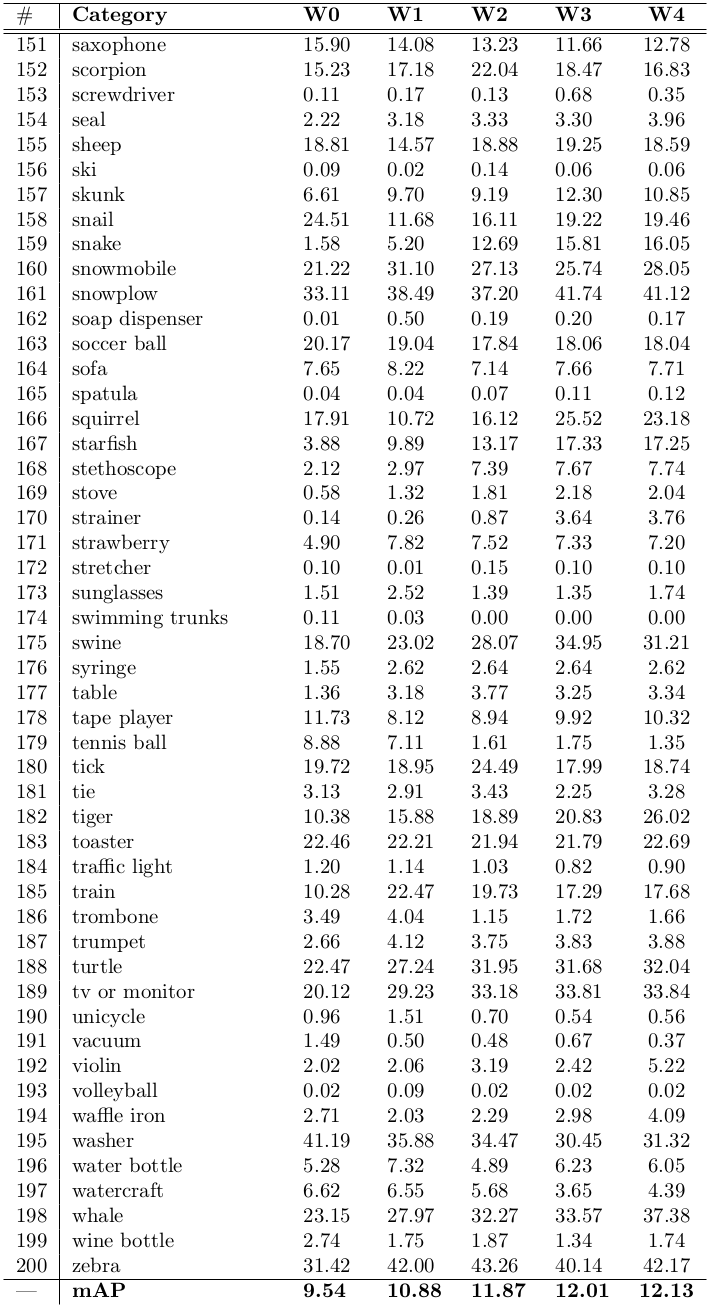 # Category W0 W1 W2 W3 W4
151 saxophone 15.90 14.08 13.23 11.66 12.78
152 scorpion 15.23 17.18 22.04 18.47 16.83
153 screwdriver 0.11 0.17 0.13 0.68 0.35
154 seal 2.22 3.18 3.33 3.30 3.96
155 sheep 18.81 14.57 18.88 19.25 18.59
156 ski 0.09 0.02 0.14 0.06 0.06
157 skunk 6.61 9.70 9.19 12.30 10.85
158 snail 24.51 11.68 16.11 19.22 19.46
159 snake 1.58 5.20 12.69 15.81 16.05
160 snowmobile 21.22 31.10 27.13 25.74 28.05
161 snowplow 33.11 38.49 37.20 41.74 41.12
162 soap dispenser 0.01 0.50 0.19 0.20 0.17
163 soccer ball 20.17 19.04 17.84 18.06 18.04
164 sofa 7.65 8.22 7.14 7.66 7.71
165 spatula 0.04 0.04 0.07 0.11 0.12
166 squirrel 17.91 10.72 16.12 25.52 23.18
167 starfish 3.88 9.89 13.17 17.33 17.25
168 stethoscope 2.12 2.97 7.39 7.67 7.74
169 stove 0.58 1.32 1.81 2.18 2.04
170 strainer 0.14 0.26 0.87 3.64 3.76
171 strawberry 4.90 7.82 7.52 7.33 7.20
172 stretcher 0.10 0.01 0.15 0.10 0.10
173 sunglasses 1.51 2.52 1.39 1.35 1.74
174 swimming trunks 0.11 0.03 0.00 0.00 0.00
175 swine 18.70 23.02 28.07 34.95 31.21
176 syringe 1.55 2.62 2.64 2.64 2.62
177 table 1.36 3.18 3.77 3.25 3.34
178 tape player 11.73 8.12 8.94 9.92 10.32
179 tennis ball 8.88 7.11 1.61 1.75 1.35
180 tick 19.72 18.95 24.49 17.99 18.74
181 tie 3.13 2.91 3.43 2.25 3.28
182 tiger 10.38 15.88 18.89 20.83 26.02
183 toaster 22.46 22.21 21.94 21.79 22.69
184 traffic light 1.20 1.14 1.03 0.82 0.90
185 train 10.28 22.47 19.73 17.29 17.68
186 trombone 3.49 4.04 1.15 1.72 1.66
187 trumpet 2.66 4.12 3.75 3.83 3.88
188 turtle 22.47 27.24 31.95 31.68 32.04
189 tv or monitor 20.12 29.23 33.18 33.81 33.84
190 unicycle 0.96 1.51 0.70 0.54 0.56
191 vacuum 1.49 0.50 0.48 0.67 0.37
192 violin 2.02 2.06 3.19 2.42 5.22
193 volleyball 0.02 0.09 0.02 0.02 0.02
194 waffle iron 2.71 2.03 2.29 2.98 4.09
195 washer 41.19 35.88 34.47 30.45 31.32
196 water bottle 5.28 7.32 4.89 6.23 6.05
197 watercraft 6.62 6.55 5.68 3.65 4.39
198 whale 23.15 27.97 32.27 33.57 37.38
199 wine bottle 2.74 1.75 1.87 1.34 1.74
200 zebra 31.42 42.00 43.26 40.14 42.17
— mAP 9.54 10.88 11.87 12.01 12.13